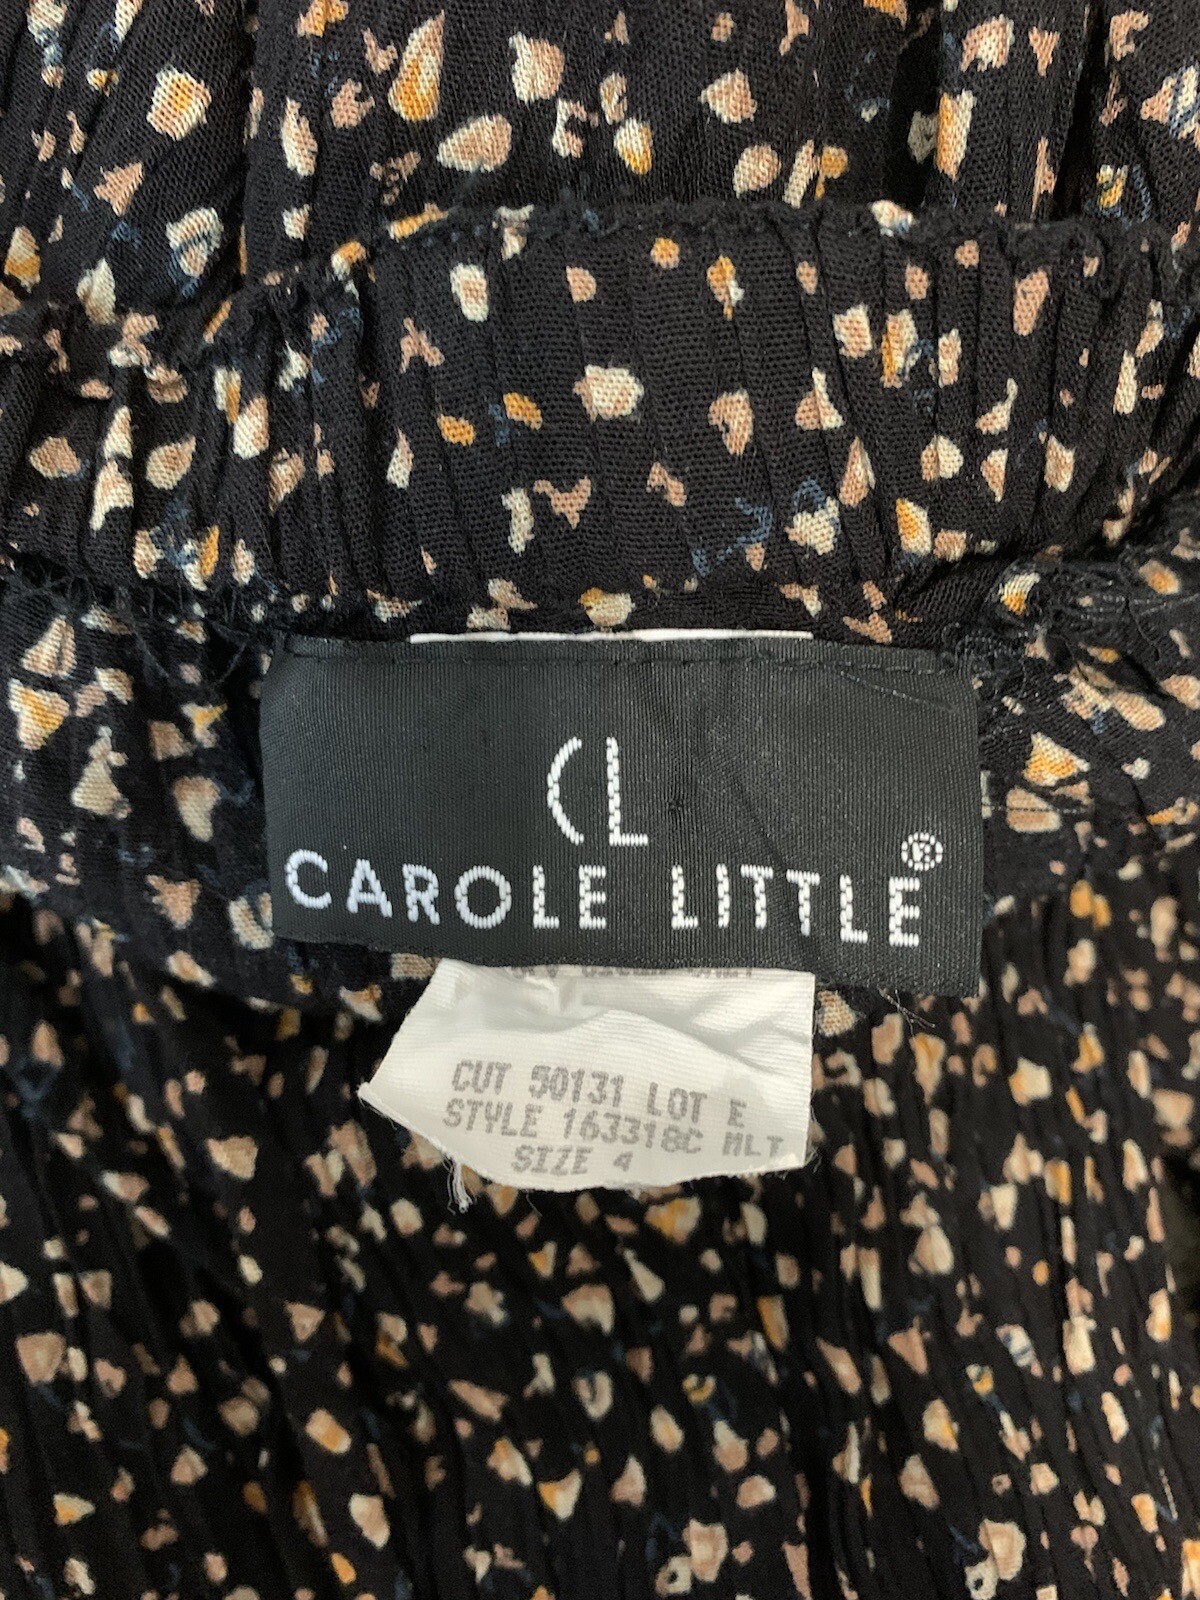 CL
CAROLE LITTLE®
CUT 50131 LOT E
STYLE 163318C MLT
SIZE 4